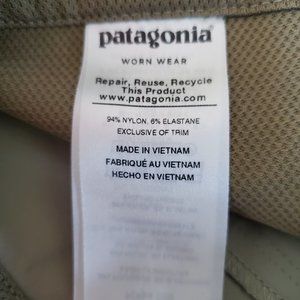 patagonia®
WORN WEAR
Repair, Reuse, Recycle
This Product
www.patagonia.com
94% NYLON, 6% ELASTANE
EXCLUSIVE OF TRIM
MADE IN VIETNAM
FABRIQUÉ AU VIETNAM
HECHO EN VIETNAM